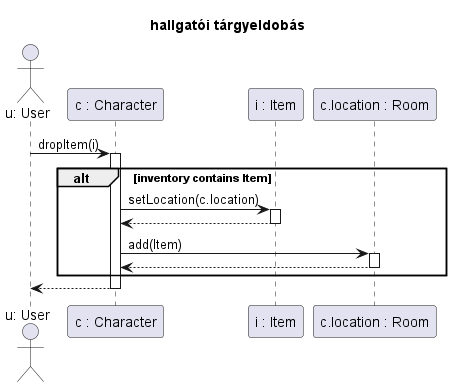 hallgatói tárgyeldobás
u: User
c : Character
i : Item
c.location : Room
dropItem(i)
alt
[inventory contains Item]
setLocation(c.location)
add(Item)
u: User
c : Character
i : Item
c.location : Room